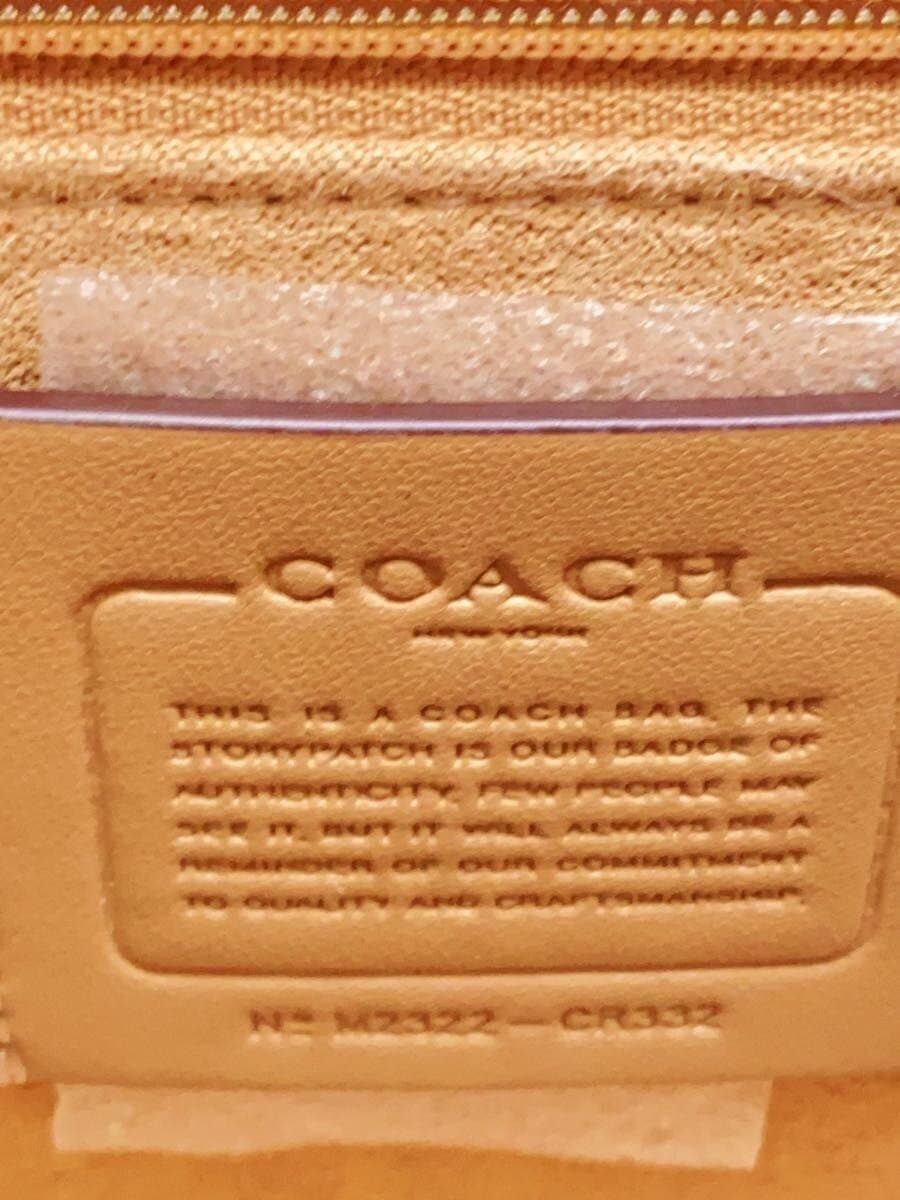 COACH
NEW YORK
THIS IS A COACH BAG. THE
STORYPATCH IS OUR BADGE OF
AUTHENTICITY. FEW PEOPLE MAY
SEE IT, BUT IT WILL ALWAYS BE A
REMINDER OF OUR COMMITMENT
TO QUALITY AND CRAFTSMANSHIP.
Nº M2322 – CR332